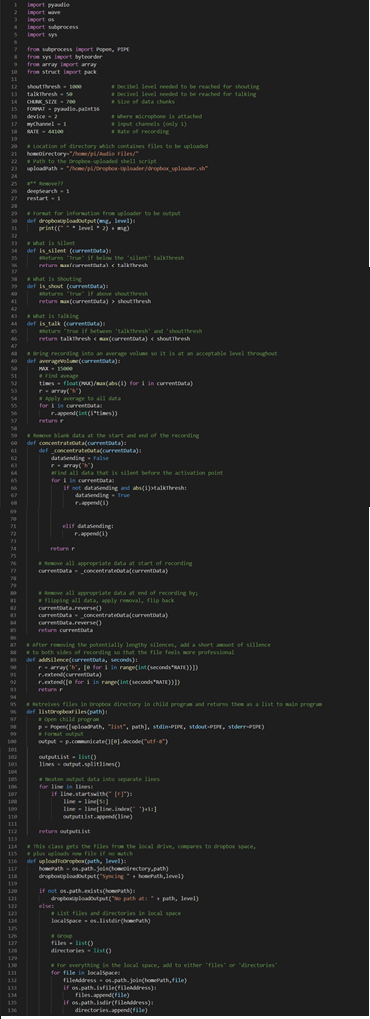 1 import pyaudio
2 import wave
3 import os
4 import subprocess
5 import sys
6
7 from subprocess import Popen, PIPE
8 from sys import byteorder
9 from array import array
10 from struct import pack
11
12 shoutThresh = 1000 # Decibel level needed to be reached for shouting
13 talkThresh = 50 # Decivel level needed to be reached for talking
14 CHUNK_SIZE = 700 # Size of data chunks
15 FORMAT = pyaudio.paInt16
16 device = 2 # Where microphone is attached
17 myChannel = 1 # input channels (only 1)
18 RATE = 44100 # Rate of recording
19
20 # Location of directory which containes files to be uploaded
21 homeDirectory="/home/pi/Audio Files/"
22 # Path to the Dropbox-uploaded shell script
23 uploadPath = "/home/pi/Dropbox-Uploader/dropbox_uploader.sh"
24
25 #** Remove??
26 deepSearch = 1
27 restart = 1
28
29 # Format for information from uploader to be output
30 def dropboxUploadOutput(msg, level):
31 print((" " * level * 2) + msg)
32
33 # What is Silent
34 def is_silent (currentData):
35 #Returns 'True' if below the 'silent' talkThresh
36 return max(currentData) < talkThresh
37
38 # What is Shouting
39 def is_shout (currentData):
40 #Returns 'True' if above shoutThresh
41 return max(currentData) > shoutThresh
42
43 # What is Talking
44 def is_talk (currentData):
45 #Return 'True if between 'talkThresh' and 'shoutThresh
46 return talkThresh < max(currentData) < shoutThresh
47
48 # Bring recording into an average volume so it is at an acceptable level throughout
49 def averageVolume(currentData):
50 MAX = 15000
51 # Find aveage
52 times = float(MAX)/max(abs(i) for i in currentData)
53 r = array('h')
54 # Apply average to all data
55 for i in currentData:
56 r.append(int(i*times))
57 return r
58
59 # Remove blank data at the start and end of the recording
60 def concentrateData(currentData):
61 def _concentrateData(currentData):
62 dataSending = False
63 r = array('h')
64 #Find all data that is silent before the activation point
65 for i in currentData:
66 if not dataSending and abs(i)>talkThresh:
67 dataSending = True
68 r.append(i)
69
70
71
72 elif dataSending:
73 r.append(i)
74 return r
75
76 # Remove all appropriate data at start of recording
77 currentData = _concentrateData(currentData)
78
79
80 # Remove all appropriate data at end of recording by;
81 # flipping all data, apply removal, flip back
82 currentData.reverse()
83 currentData = _concentrateData(currentData)
84 currentData.reverse()
85 return currentData
86
87 # After removing the potentially lengthy silences, add a short amount of sillence
88 # to both sides of recording so that the file feels more professional
89 def addSilence(currentData, seconds):
90 r = array('h', [0 for i in range(int(seconds*RATE))])
91 r.extend(currentData)
92 r.extend([0 for i in range(int(seconds*RATE))])
93 return r
94
95 # Retreives files in Dropbox directory in child program and returns them as a list to main program
96 def listDropboxFiles(path):
97 # Open child program
98 p = Popen([uploadPath, "list", path], stdin=PIPE, stdout=PIPE, stderr=PIPE)
99 # Format output
100 output = p.communicate()[0].decode("utf-8")
101
102 outputList = list()
103 lines = output.splitlines()
104
105 # Neaten output data into separate lines
106 for line in lines:
107 if line.startswith(" [F]"):
108 line = line[5:]
109 line = line[line.index(' ')+1:]
110 outputList.append(line)
111
112 return outputList
113
114 # This class gets the files from the local drive, compares to dropbox space,
115 # plus uploads new file if no match
116 def uploadToDropbox(path, level):
117 homePath = os.path.join(homeDirectory,path)
118 dropboxUploadOutput("Syncing " + homePath,level)
119
120 if not os.path.exists(homePath):
121 dropboxUploadOutput("No path at: " + path, level)
122 else:
123 # List files and directories in local space
124 localSpace = os.listdir(homePath)
125
126 # Group
127 files = list()
128 directories = list()
129
130 # For everything in the local space, add to either 'files' or 'directories'
131 for file in localSpace:
132 fileAddress = os.path.join(homePath,file)
133 if os.path.isfile(fileAddress):
134 files.append(file)
135 if os.path.isdir(fileAddress):
136 directories.append(file)